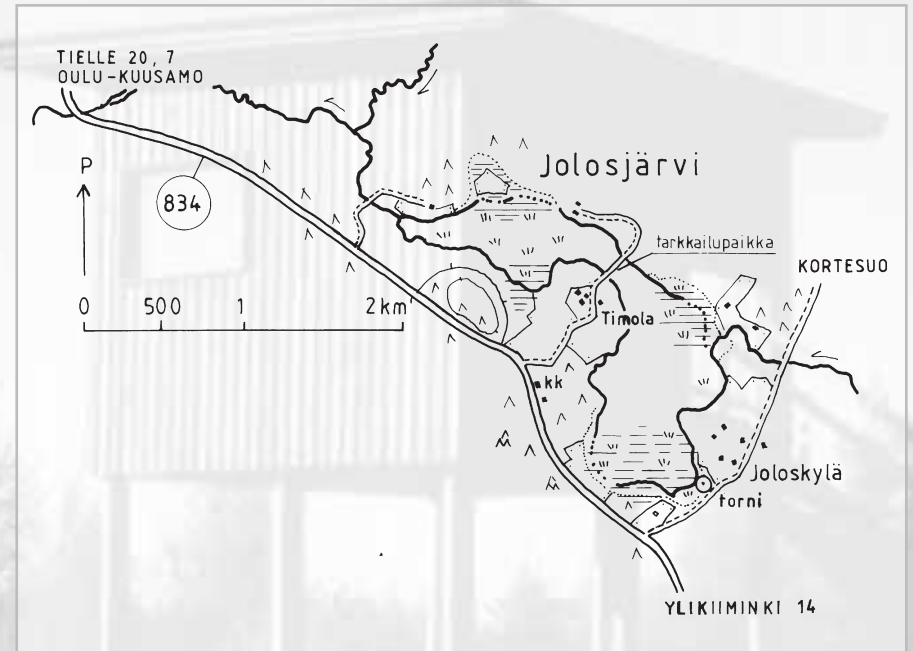 TIELLE 20, 7
OULU-KUUSAMO
P
834
0 500 1 2 km
Jolosjärvi
tarkkailupaikka
KORTESUO
Timola
kk
Joloskylä
torni
YLIKIIMINKI 14